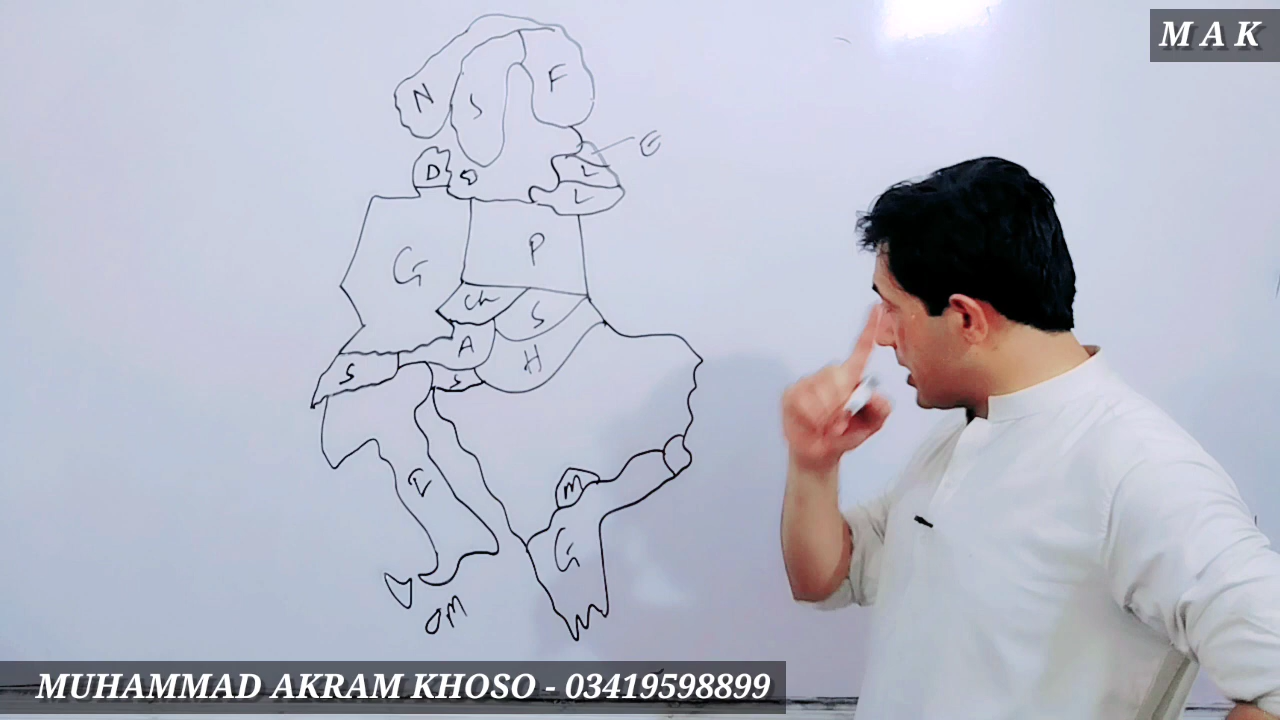 M A K
N
S
F
E
D
D
L
L
G
P
Ch
S
A
H
S
S
I
M
G
OM
MUHAMMAD AKRAM KHOSO - 03419598899